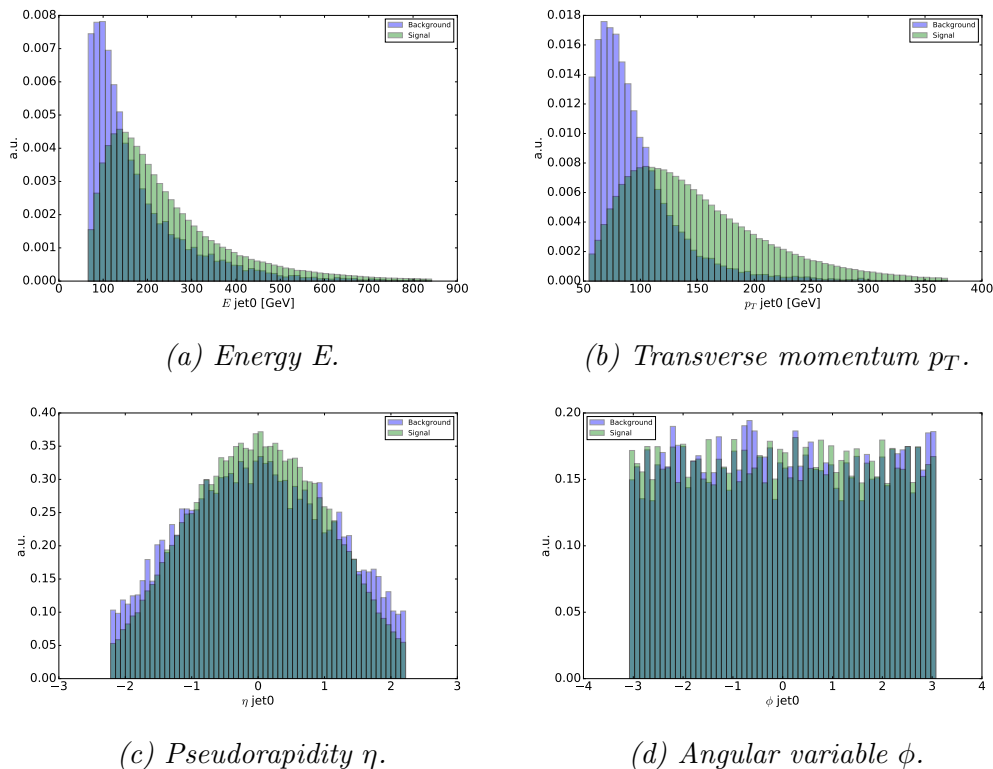 0.008
0.007
0.006
0.005
0.004
0.003
0.002
0.001
0.000
a.u.
Background
Signal
0 100 200 300 400 500 600 700 800 900
E jet0 [GeV]
(a) Energy E.
0.018
0.016
0.014
0.012
0.010
0.008
0.006
0.004
0.002
0.000
a.u.
Background
Signal
50 100 150 200 250 300 350 400
p_T jet0 [GeV]
(b) Transverse momentum p_T.
0.40
0.35
0.30
0.25
0.20
0.15
0.10
0.05
0.00
a.u.
Background
Signal
−3 −2 −1 0 1 2 3
η jet0
(c) Pseudorapidity η.
0.20
0.15
0.10
0.05
0.00
a.u.
Background
Signal
−4 −3 −2 −1 0 1 2 3 4
ϕ jet0
(d) Angular variable ϕ.